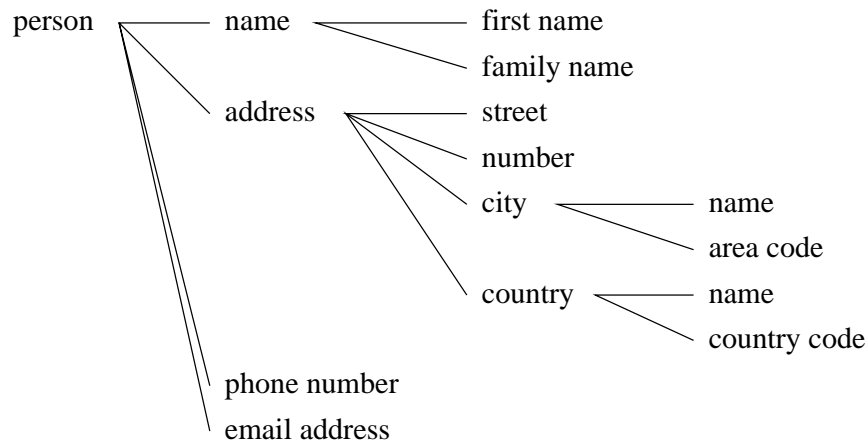 person name first name
family name
address street
number
city name
area code
country name
country code
phone number
email address